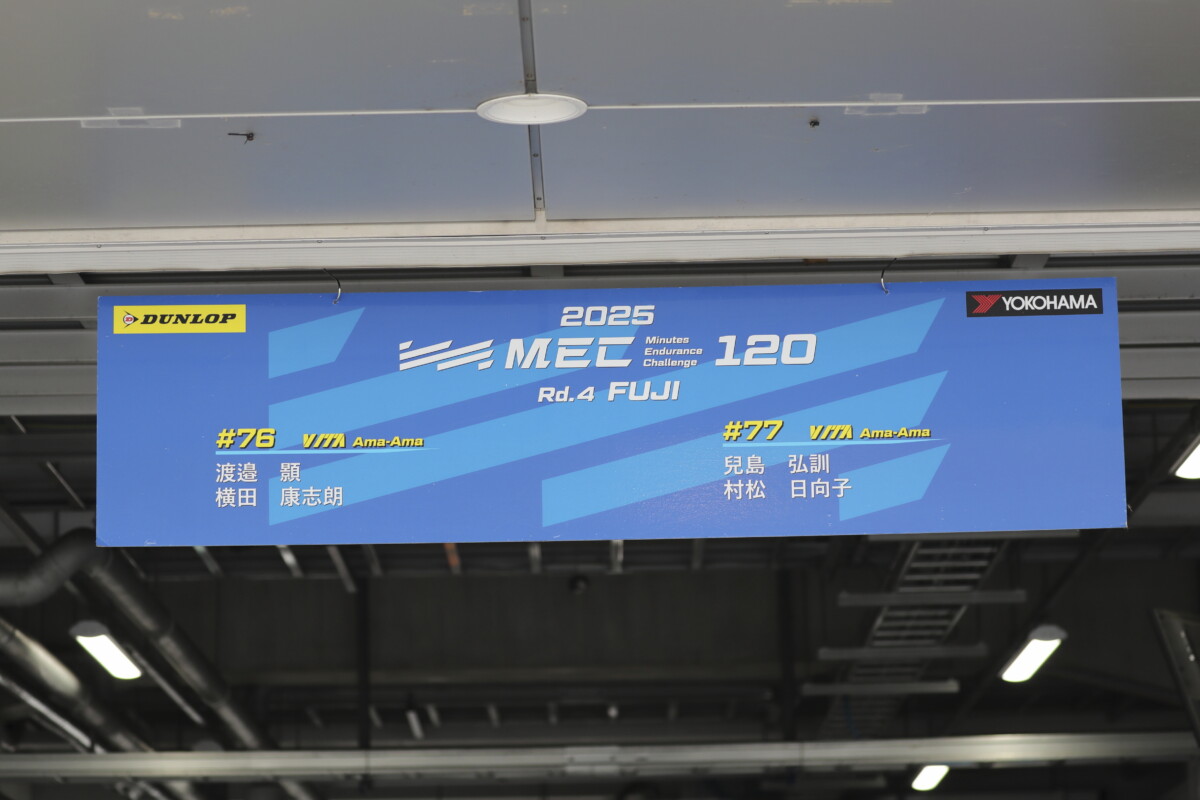 DUNLOP
YOKOHAMA
2025
MEC Minutes Endurance Challenge 120
Rd.4 FUJI
#76 VITA Ama-Ama
渡邉 顕
横田 康志朗
#77 VITA Ama-Ama
兒島 弘訓
村松 日向子